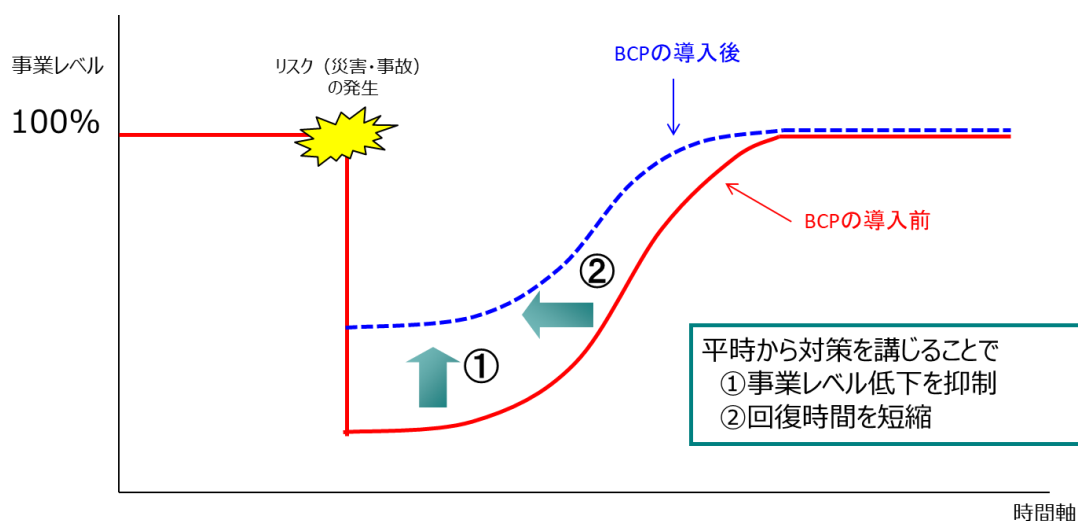 事業レベル
100%
リスク（災害・事故）
の発生
BCPの導入後
BCPの導入前
②
①
平時から対策を講じることで
①事業レベル低下を抑制
②回復時間を短縮
時間軸